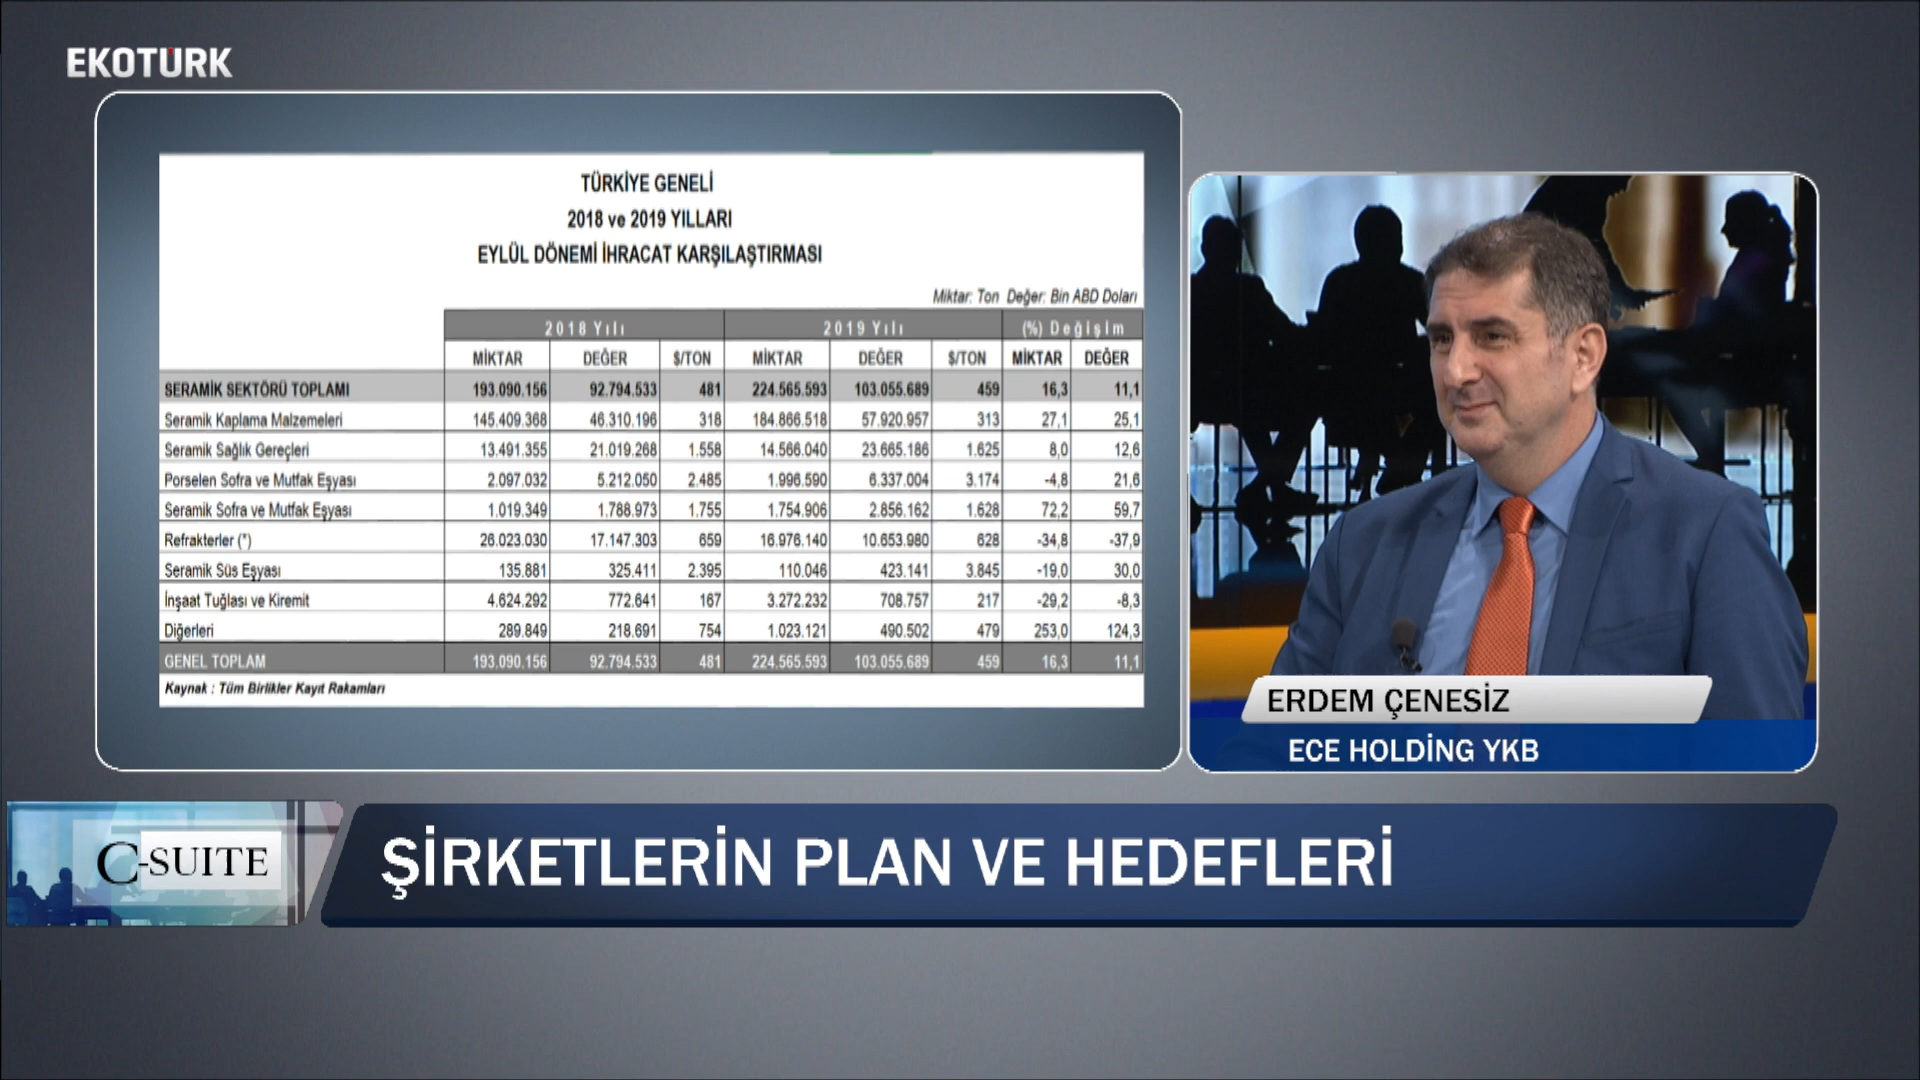 EKOTÜRK
TÜRKİYE GENELİ
2018 ve 2019 YILLARI
EYLÜL DÖNEMİ İHRACAT KARŞILAŞTIRMASI
Miktar: Ton Değer: Bin ABD Doları
2018 Yılı 2019 Yılı (%) Değişim
MİKTAR DEĞER $/TON MİKTAR DEĞER $/TON MİKTAR DEĞER
SERAMİK SEKTÖRÜ TOPLAMI 193.090.156 92.794.533 481 224.565.593 103.055.689 459 16,3 11,1
Seramik Kaplama Malzemeleri 145.409.368 46.310.196 318 184.866.518 57.920.957 313 27,1 25,1
Seramik Sağlık Gereçleri 13.491.355 21.019.268 1.558 14.566.040 23.665.186 1.625 8,0 12,6
Porselen Sofra ve Mutfak Eşyası 2.097.032 5.212.050 2.485 1.996.590 6.337.004 3.174 -4,8 21,6
Seramik Sofra ve Mutfak Eşyası 1.019.349 1.788.973 1.755 1.754.906 2.856.162 1.628 72,2 59,7
Refrakterler (*) 26.023.030 17.147.303 659 16.976.140 10.653.980 628 -34,8 -37,9
Seramik Süs Eşyası 135.881 325.411 2.395 110.046 423.141 3.845 -19,0 30,0
İnşaat Tuğlası ve Kiremit 4.624.292 772.641 167 3.272.232 708.757 217 -29,2 -8,3
Diğerleri 289.849 218.691 754 1.023.121 490.502 479 253,0 124,3
GENEL TOPLAM 193.090.156 92.794.533 481 224.565.593 103.055.689 459 16,3 11,1
Kaynak : Tüm Birlikler Kayıt Rakamları
ERDEM ÇENESİZ
ECE HOLDİNG YKB
C-SUITE
ŞİRKETLERİN PLAN VE HEDEFLERİ